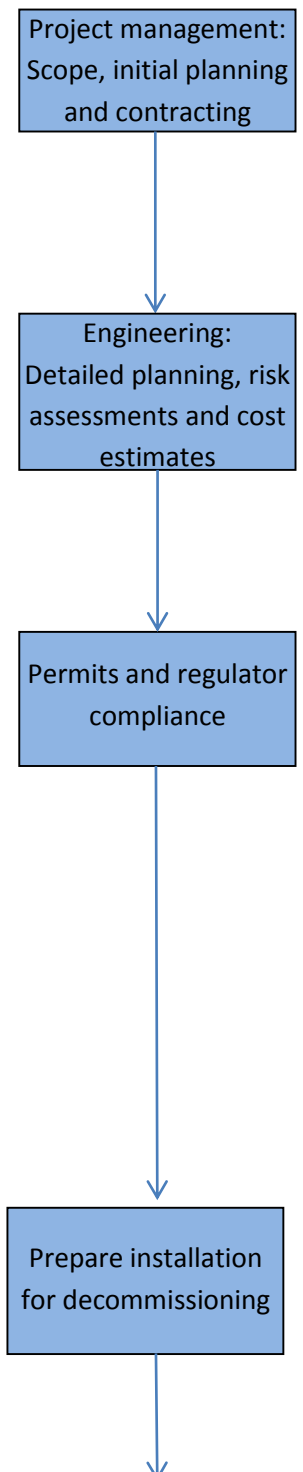 Project management:
Scope, initial planning
and contracting
Engineering:
Detailed planning, risk
assessments and cost
estimates
Permits and regulator
compliance
Prepare installation
for decommissioning